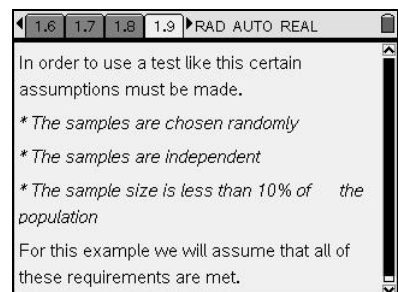 1.6 1.7 1.8 1.9 RAD AUTO REAL
In order to use a test like this certain
assumptions must be made.
* The samples are chosen randomly
* The samples are independent
* The sample size is less than 10% of the
population
For this example we will assume that all of
these requirements are met.